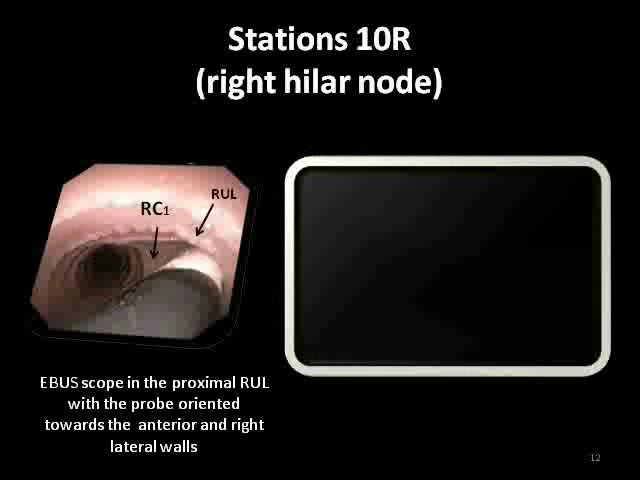 Stations 10R
(right hilar node)
RUL
RC1
EBUS scope in the proximal RUL
with the probe oriented
towards the anterior and right
lateral walls
12